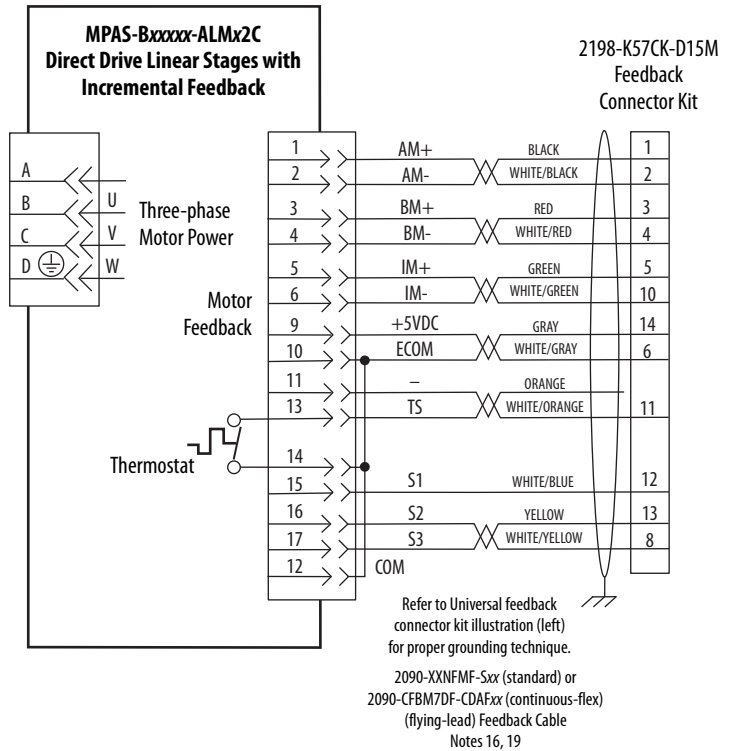 MPAS-Bxxxxx-ALMx2C
Direct Drive Linear Stages with
Incremental Feedback
2198-K57CK-D15M
Feedback
Connector Kit
A
B
C
D
U
V
W
Three-phase
Motor Power
Motor
Feedback
1 AM+ BLACK 1
2 AM- WHITE/BLACK 2
3 BM+ RED 3
4 BM- WHITE/RED 4
5 IM+ GREEN 5
6 IM- WHITE/GREEN 10
9 +5VDC GRAY 14
10 ECOM WHITE/GRAY 6
11 – ORANGE
13 TS WHITE/ORANGE 11
Thermostat
14
15 S1 WHITE/BLUE 12
16 S2 YELLOW 13
17 S3 WHITE/YELLOW 8
12 COM
Refer to Universal feedback
connector kit illustration (left)
for proper grounding technique.
2090-XXNFMF-Sxx (standard) or
2090-CFBM7DF-CDAFxx (continuous-flex)
(flying-lead) Feedback Cable
Notes 16, 19